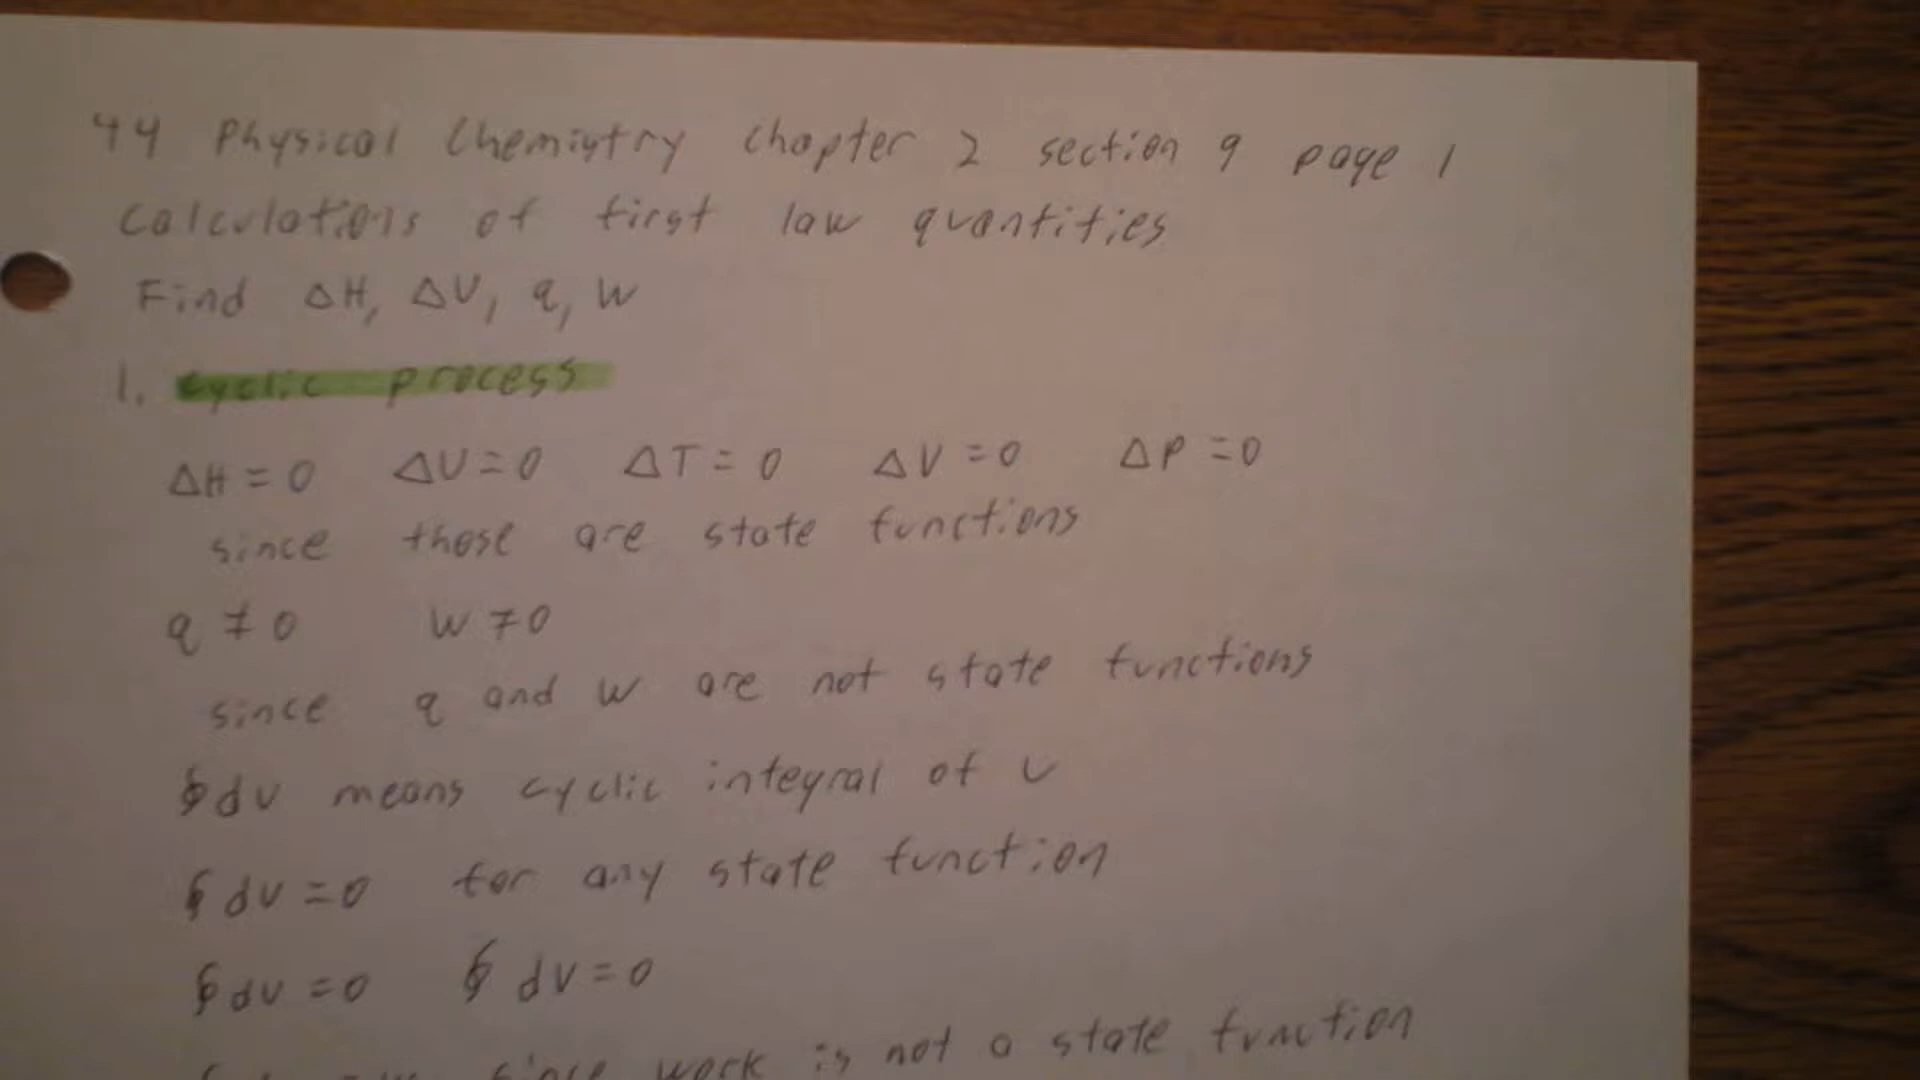 44 Physical Chemistry chapter 2 section 9 page 1
Calculations of first law quantities
Find ΔH, ΔU, q, w
1. cyclic process
ΔH = 0 ΔU = 0 ΔT = 0 ΔV = 0 ΔP = 0
since these are state functions
q ≠ 0 w ≠ 0
since q and w are not state functions
∮dU means cyclic integral of U
∮dU = 0 for any state function
∮dU = 0 ∮dV = 0
since work is not a state function